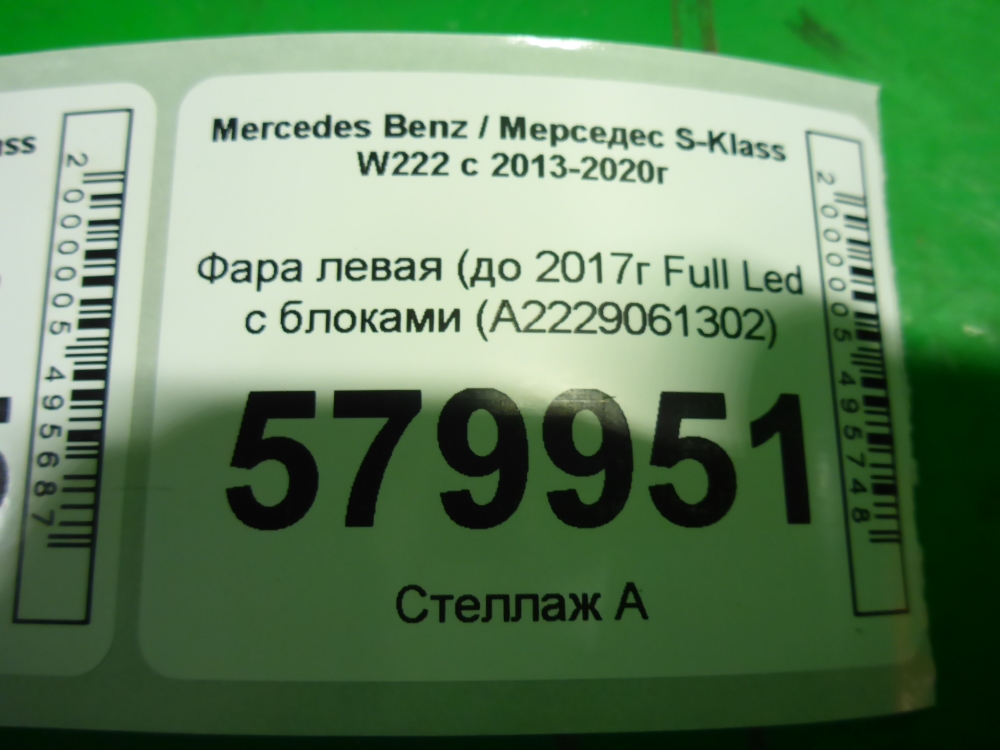 ss
2000005495687
Mercedes Benz / Мерседес S-Klass
W222 с 2013-2020г
Фара левая (до 2017г Full Led
с блоками (A2229061302)
579951
Стеллаж А
2000005495748